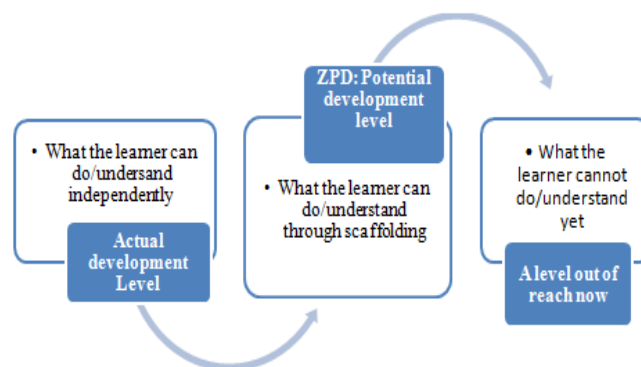 • What the learner can
do/undersand
independently
Actual
development
Level
ZPD: Potential
development
level
• What the learner can
do/understand
through scaffolding
• What the
learner cannot
do/understand
yet
A level out of
reach now